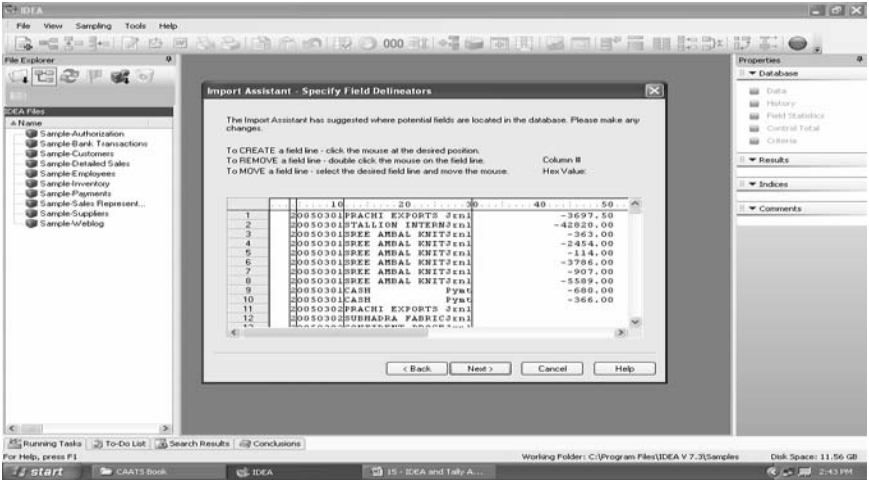 IDEA
File View Sampling Tools Help
000
File Explorer
Properties
Database
Data
History
Field Statistics
Control Total
Criteria
Results
Indices
Comments
IDEA Files
Name
Sample-Authorization
Sample-Bank Transactions
Sample-Customers
Sample-Detailed Sales
Sample-Employees
Sample-Inventory
Sample-Payments
Sample-Sales Represent...
Sample-Suppliers
Sample-Weblog
Import Assistant - Specify Field Delineators
The Import Assistant has suggested where potential fields are located in the database. Please make any
changes.
To CREATE a field line - click the mouse at the desired position.
To REMOVE a field line - double click the mouse on the field line.
Column #
To MOVE a field line - select the desired field line and move the mouse.
Hex Value:
10 20 30 40 50
1 20050301PRACHI EXPORTS Jrnl -3697.50
2 20050301STALLION INTERNJrnl -42820.00
3 20050301SREE AMBAL KNITJrnl -363.00
4 20050301SREE AMBAL KNITJrnl -2454.00
5 20050301SREE AMBAL KNITJrnl -114.00
6 20050301SREE AMBAL KNITJrnl -3786.00
7 20050301SREE AMBAL KNITJrnl -907.00
8 20050301SREE AMBAL KNITJrnl -5589.00
9 20050301CASH Pymt -680.00
10 20050301CASH Pymt -366.00
11 20050302PRACHI EXPORTS Jrnl
12 20050302SUBHADRA FABRICJrnl
< Back Next > Cancel Help
Running Tasks To-Do List Search Results Conclusions
For Help, press F1
Working Folder: C:\Program Files\IDEA V 7.3\Samples Disk Space: 11.56 GB
start CAATS Book IDEA 15 - IDEA and Tally A... 2:43 PM